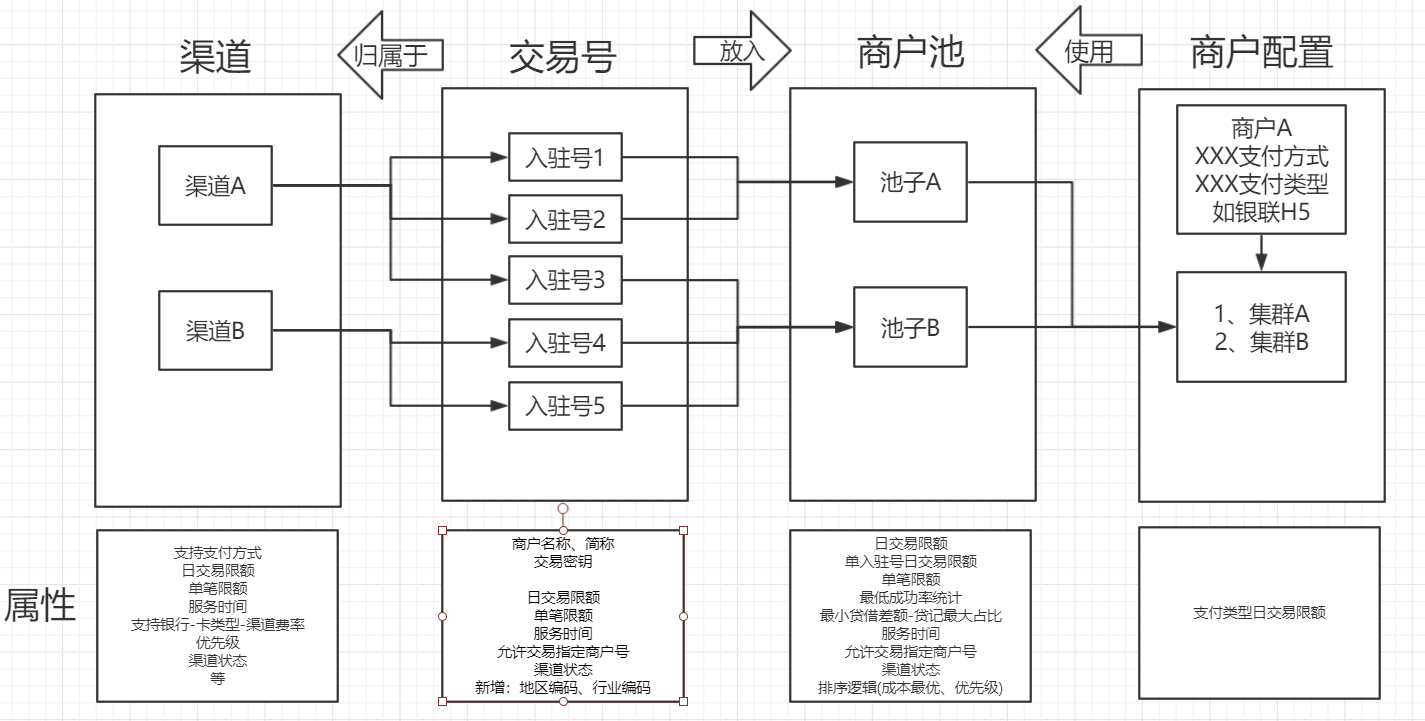 渠道
归属于
交易号
放入
商户池
使用
商户配置
渠道A
渠道B
入驻号1
入驻号2
入驻号3
入驻号4
入驻号5
池子A
池子B
商户A
XXX支付方式
XXX支付类型
如银联H5
1、集群A
2、集群B
属性
支持支付方式
日交易限额
单笔限额
服务时间
支持银行-卡类型-渠道费率
优先级
渠道状态
等
商户名称、简称
交易密钥
日交易限额
单笔限额
服务时间
允许交易指定商户号
渠道状态
新增：地区编码、行业编码
日交易限额
单入驻号日交易限额
单笔限额
最低成功率统计
最小贷借差额-贷记最大占比
服务时间
允许交易指定商户号
渠道状态
排序逻辑(成本最优、优先级)
支付类型日交易限额